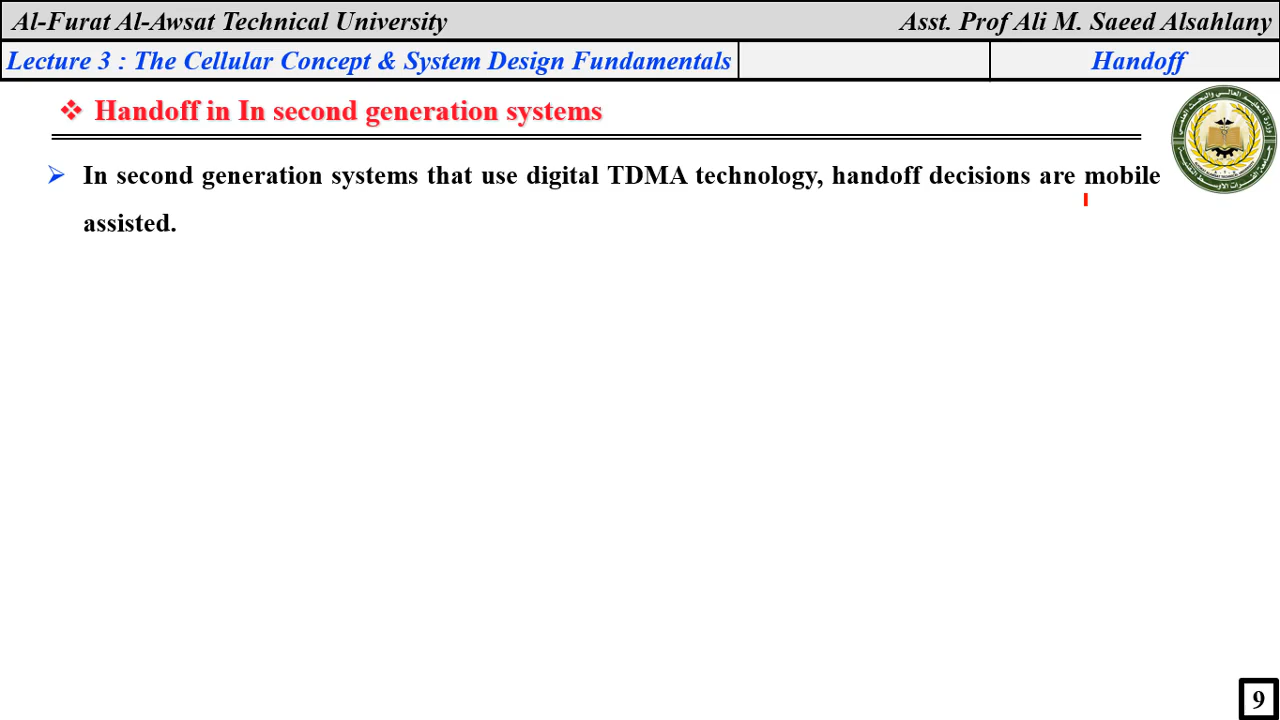 Al-Furat Al-Awsat Technical University
Asst. Prof Ali M. Saeed Alsahlany
Lecture 3 : The Cellular Concept & System Design Fundamentals
Handoff
Handoff in In second generation systems
In second generation systems that use digital TDMA technology, handoff decisions are mobile
assisted.
9